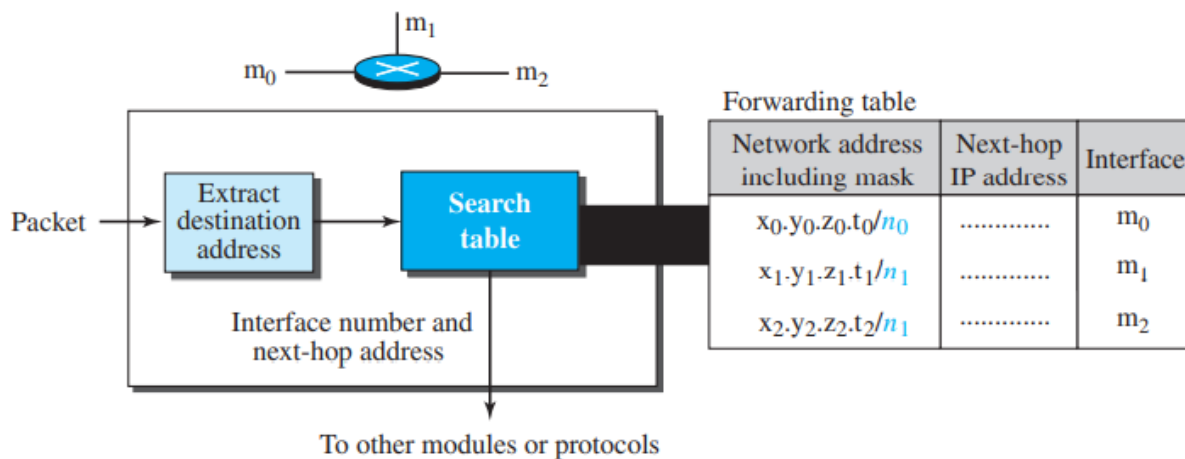 m₁
m₀
m₂
Forwarding table
Network address including mask
Next-hop IP address
Interface
Packet
Extract
destination
address
Search
table
x₀.y₀.z₀.t₀/n₀ ............. m₀
x₁.y₁.z₁.t₁/n₁ ............. m₁
x₂.y₂.z₂.t₂/n₁ ............. m₂
Interface number and
next-hop address
To other modules or protocols